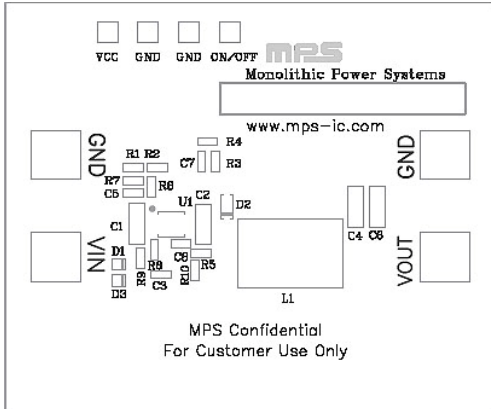 VCC GND GND ON/OFF
MPS
Monolithic Power Systems
www.mps-ic.com
GND
GND
R4
R1 R2
C7 R3
R7
R6
C5
U1
C2
C1
D2
C4 C6
VIN
VOUT
D1
R8
C8
R5
R9
R10
D3
C3
L1
MPS Confidential
For Customer Use Only